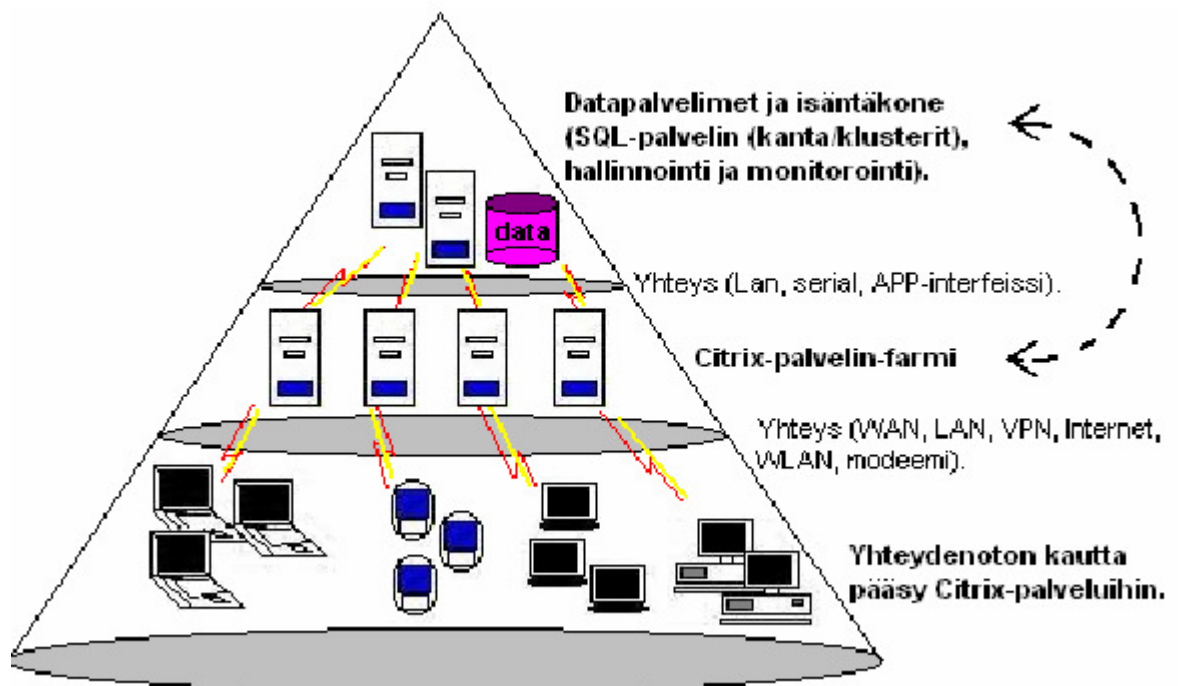 Datapalvelimet ja isäntäkone
(SQL-palvelin (kanta/klusterit),
hallinnointi ja monitorointi).
data
Yhteys (Lan, serial, APP-interfeissi).
Citrix-palvelin-farmi
Yhteys (WAN, LAN, VPN, Internet,
WLAN, modeemi).
Yhteydenoton kautta
pääsy Citrix-palveluihin.